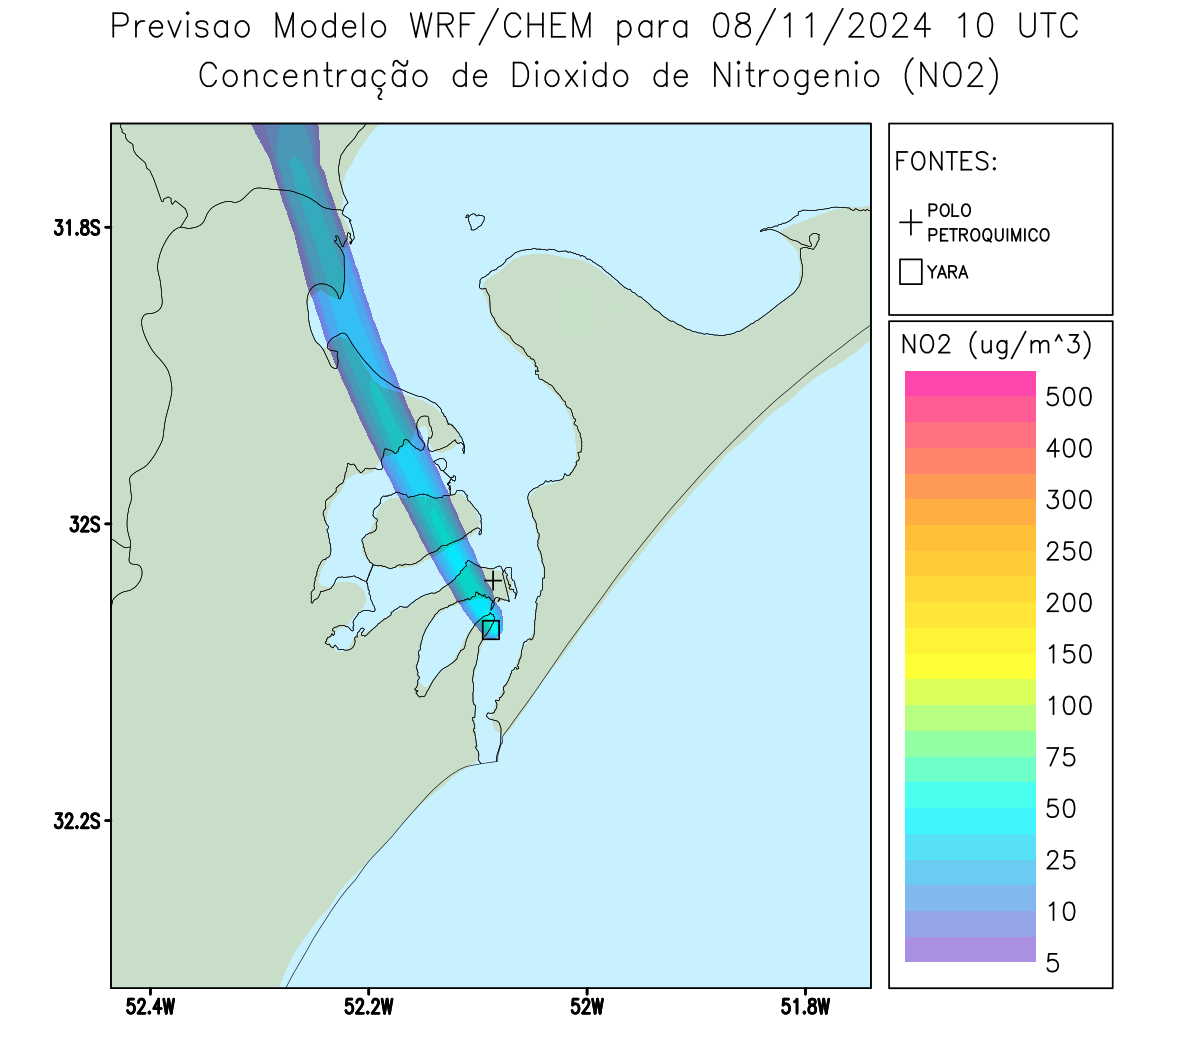 Previsao Modelo WRF/CHEM para 08/11/2024 10 UTC
Concentração de Dioxido de Nitrogenio (NO2)
FONTES:
POLO
PETROQUIMICO
YARA
NO2 (ug/m^3)
500
400
300
250
200
150
100
75
50
25
10
5
31.8S
32S
32.2S
52.4W
52.2W
52W
51.8W